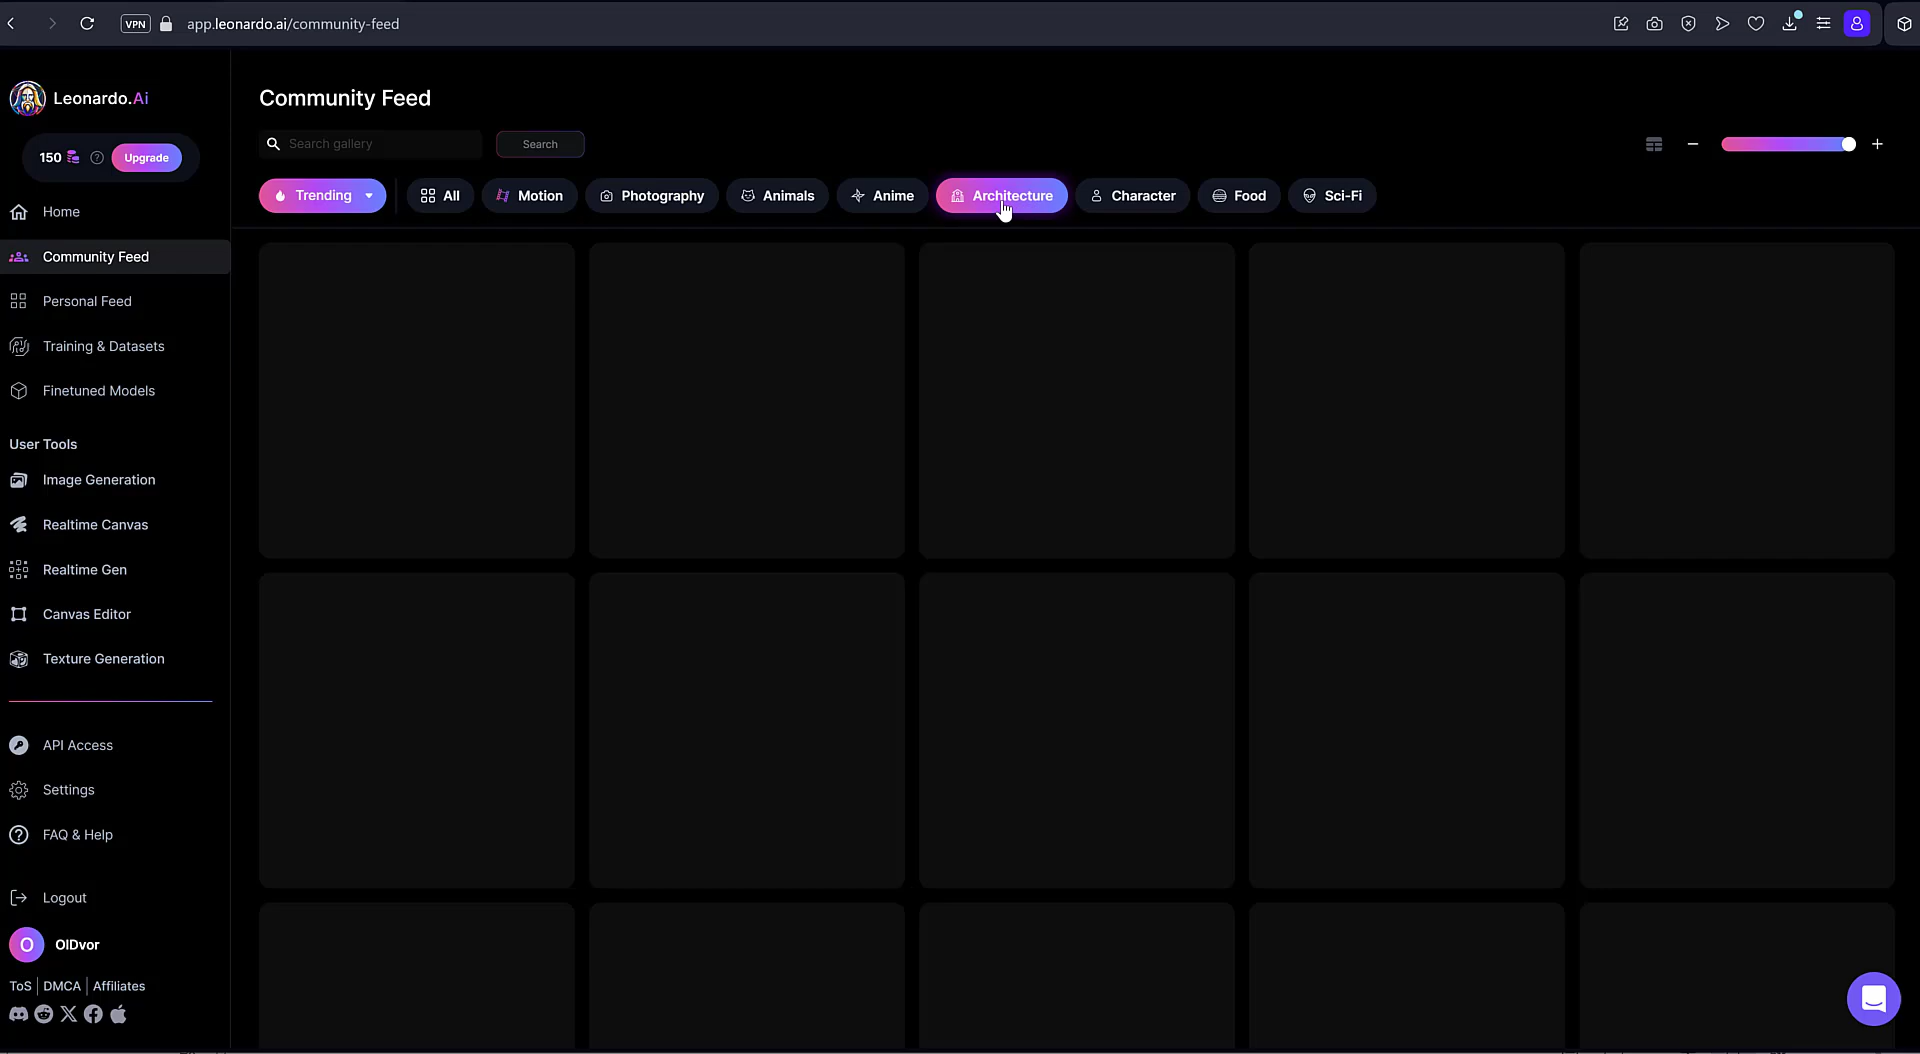 VPN
app.leonardo.ai/community-feed
Leonardo.Ai
150
Upgrade
Home
Community Feed
Personal Feed
Training & Datasets
Finetuned Models
User Tools
Image Generation
Realtime Canvas
Realtime Gen
Canvas Editor
Texture Generation
API Access
Settings
FAQ & Help
Logout
O OlDvor
ToS DMCA Affiliates
Community Feed
Search gallery Search
Trending All Motion Photography Animals Anime Architecture Character Food Sci-Fi